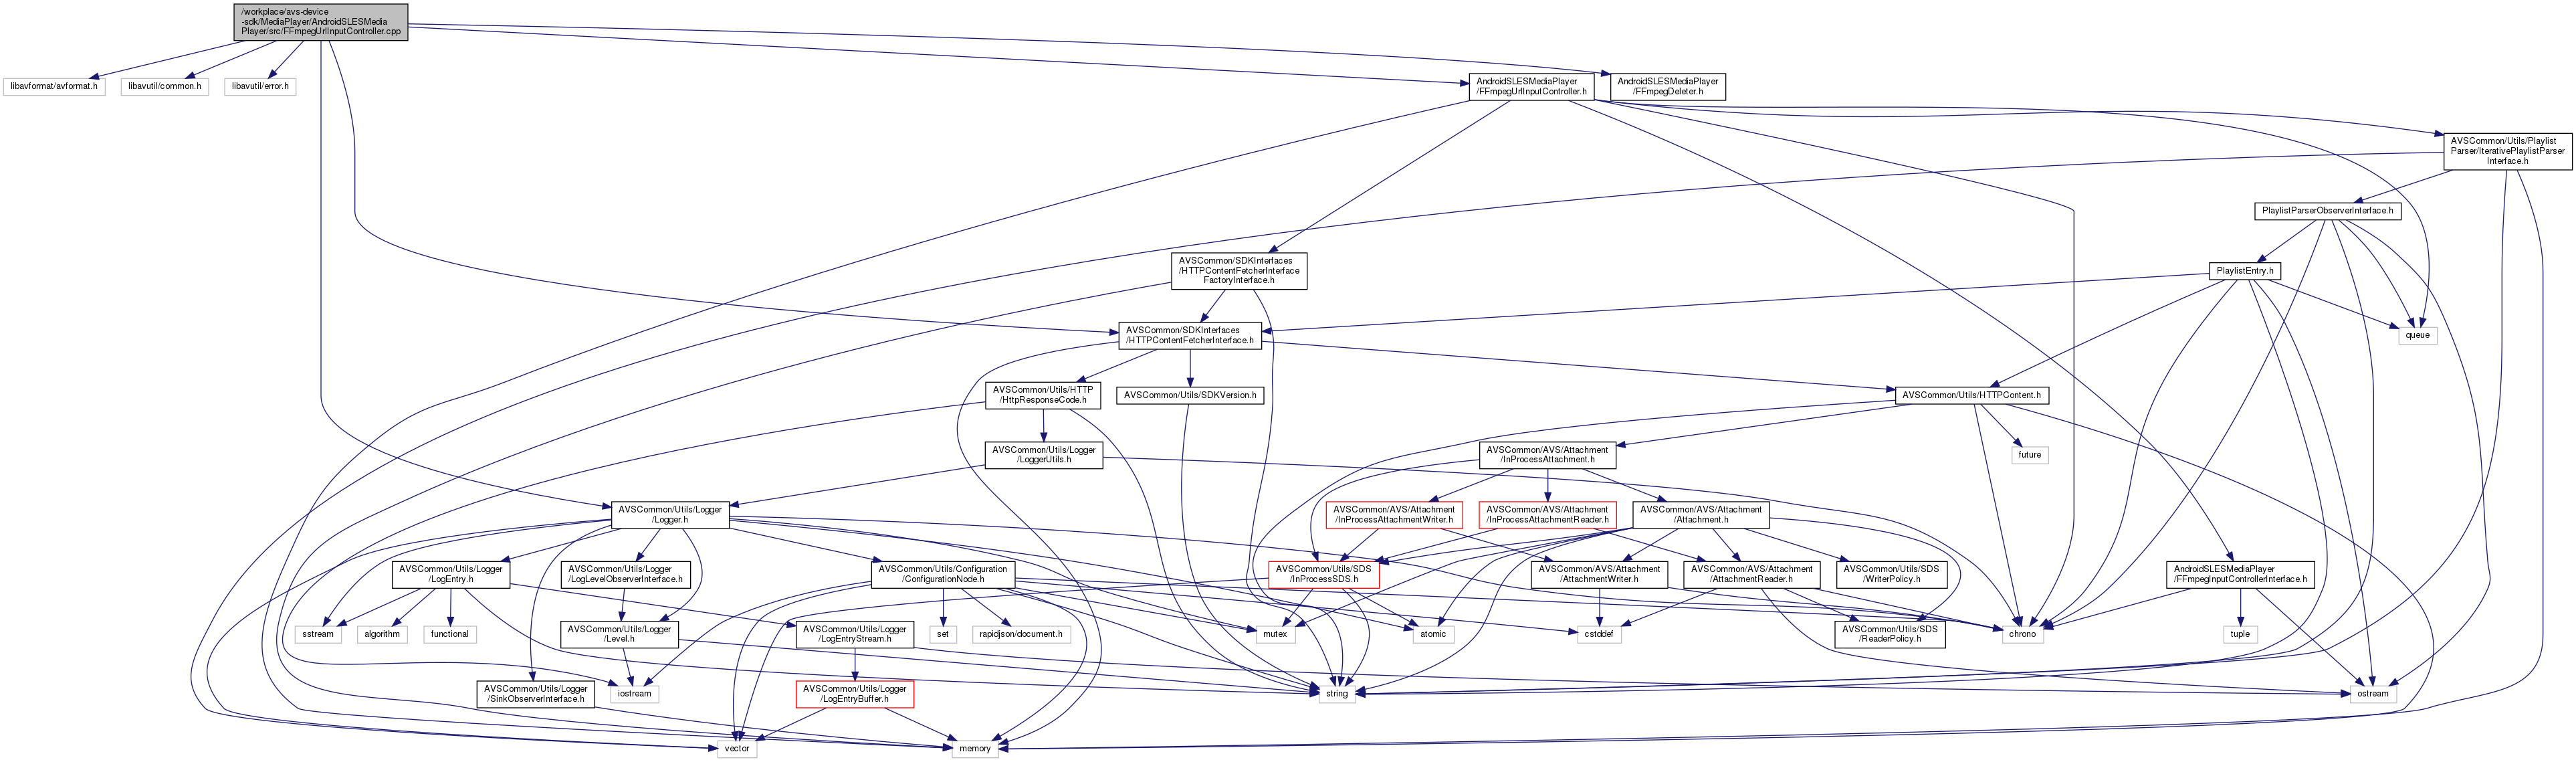 /workplace/avs-device
-sdk/MediaPlayer/AndroidSLESMedia
Player/src/FFmpegUrlInputController.cpp
libavformat/avformat.h
libavutil/common.h
libavutil/error.h
AndroidSLESMediaPlayer
/FFmpegUrlInputController.h
AndroidSLESMediaPlayer
/FFmpegDeleter.h
AVSCommon/Utils/Playlist
Parser/IterativePlaylistParser
Interface.h
PlaylistParserObserverInterface.h
AVSCommon/SDKInterfaces
/HTTPContentFetcherInterface
FactoryInterface.h
PlaylistEntry.h
AVSCommon/SDKInterfaces
/HTTPContentFetcherInterface.h
queue
AVSCommon/Utils/HTTP
/HttpResponseCode.h
AVSCommon/Utils/SDKVersion.h
AVSCommon/Utils/HTTPContent.h
AVSCommon/Utils/Logger
/LoggerUtils.h
AVSCommon/AVS/Attachment
/InProcessAttachment.h
future
AVSCommon/Utils/Logger
/Logger.h
AVSCommon/AVS/Attachment
/InProcessAttachmentWriter.h
AVSCommon/AVS/Attachment
/InProcessAttachmentReader.h
AVSCommon/AVS/Attachment
/Attachment.h
AVSCommon/Utils/Logger
/LogEntry.h
AVSCommon/Utils/Logger
/LogLevelObserverInterface.h
AVSCommon/Utils/Configuration
/ConfigurationNode.h
AVSCommon/Utils/SDS
/InProcessSDS.h
AVSCommon/AVS/Attachment
/AttachmentWriter.h
AVSCommon/AVS/Attachment
/AttachmentReader.h
AVSCommon/Utils/SDS
/WriterPolicy.h
AndroidSLESMediaPlayer
/FFmpegInputControllerInterface.h
sstream
algorithm
functional
AVSCommon/Utils/Logger
/Level.h
AVSCommon/Utils/Logger
/LogEntryStream.h
set
rapidjson/document.h
mutex
atomic
cstddef
AVSCommon/Utils/SDS
/ReaderPolicy.h
chrono
tuple
AVSCommon/Utils/Logger
/SinkObserverInterface.h
iostream
AVSCommon/Utils/Logger
/LogEntryBuffer.h
string
ostream
vector
memory